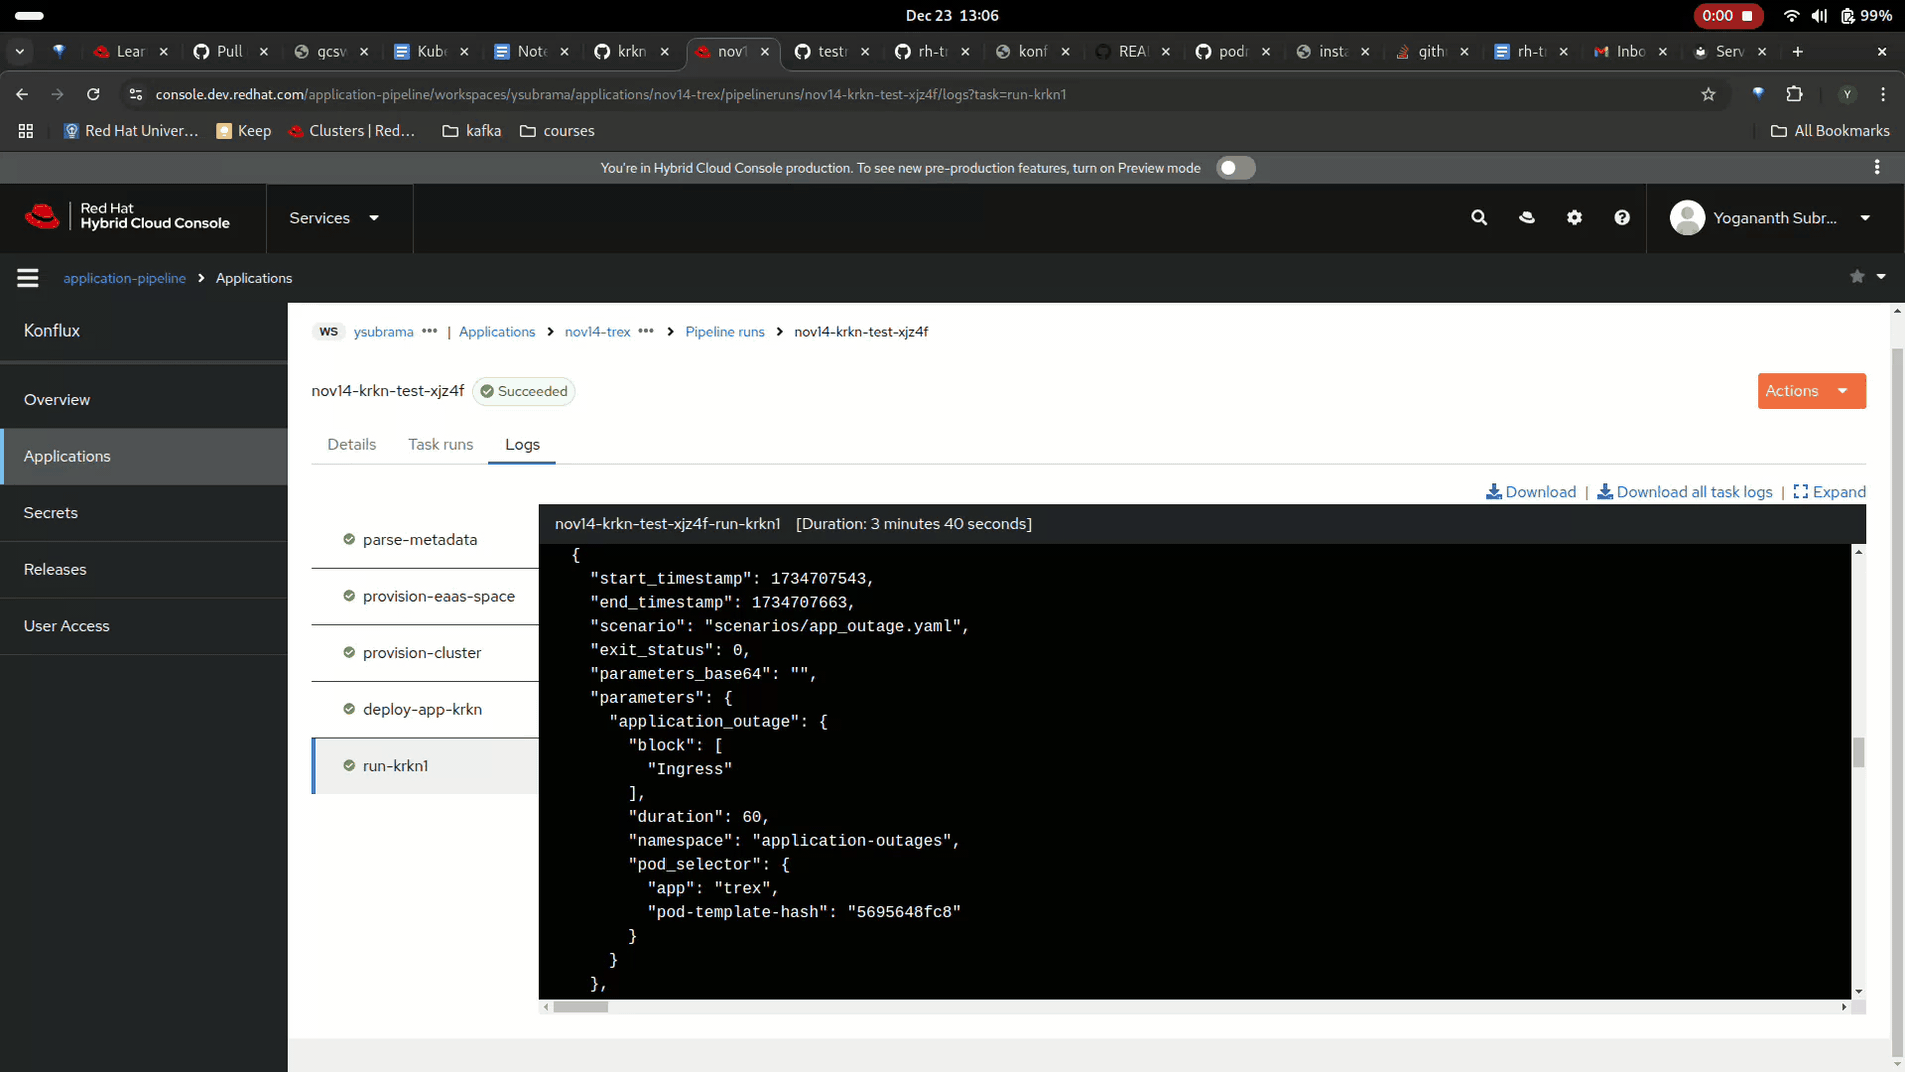 Dec 23 13:06
0:00
99%
Lear
Pull
gcsw
Kube
Note
krkn
nov1
testr
rh-t
konf
REAL
podr
insta
gith
rh-t
Inbo
Serv
console.dev.redhat.com/application-pipeline/workspaces/ysubrama/applications/nov14-trex/pipelineruns/nov14-krkn-test-xjz4f/logs?task=run-krkn1
Y
Red Hat Univer...
Keep
Clusters | Red...
kafka
courses
All Bookmarks
You're in Hybrid Cloud Console production. To see new pre-production features, turn on Preview mode
Red Hat
Hybrid Cloud Console
Services
Yogananth Subr...
application-pipeline > Applications
Konflux
WS ysubrama ••• | Applications > nov14-trex ••• > Pipeline runs > nov14-krkn-test-xjz4f
nov14-krkn-test-xjz4f Succeeded
Actions
Overview
Applications
Secrets
Releases
User Access
Details Task runs Logs
Download | Download all task logs | Expand
parse-metadata
provision-eaas-space
provision-cluster
deploy-app-krkn
run-krkn1
nov14-krkn-test-xjz4f-run-krkn1 [Duration: 3 minutes 40 seconds]
{
"start_timestamp": 1734707543,
"end_timestamp": 1734707663,
"scenario": "scenarios/app_outage.yaml",
"exit_status": 0,
"parameters_base64": "",
"parameters": {
"application_outage": {
"block": [
"Ingress"
],
"duration": 60,
"namespace": "application-outages",
"pod_selector": {
"app": "trex",
"pod-template-hash": "5695648fc8"
}
}
},